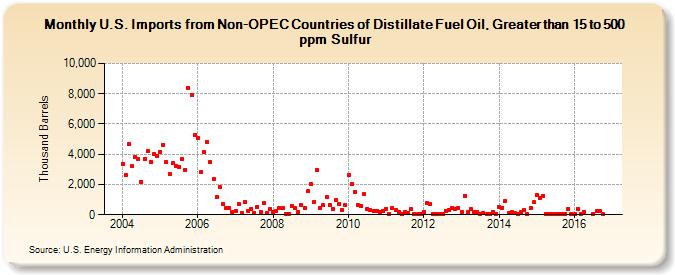 Monthly U.S. Imports from Non-OPEC Countries of Distillate Fuel Oil, Greater than 15 to 500
ppm Sulfur
Thousand Barrels
10,000
8,000
6,000
4,000
2,000
0
2004 2006 2008 2010 2012 2014 2016
Source: U.S. Energy Information Administration